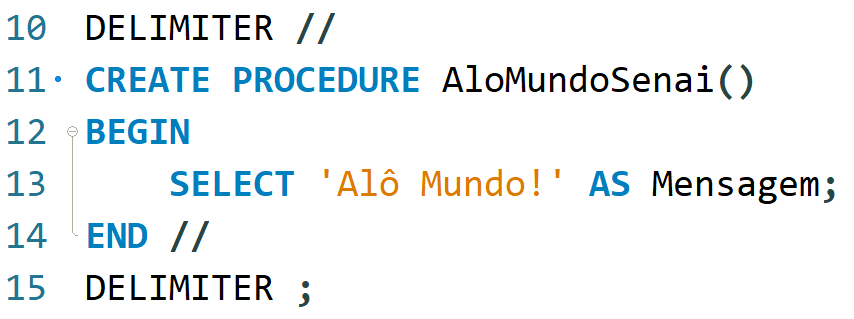 10 DELIMITER //
11 CREATE PROCEDURE AloMundoSenai()
12 BEGIN
13 SELECT 'Alô Mundo!' AS Mensagem;
14 END //
15 DELIMITER ;